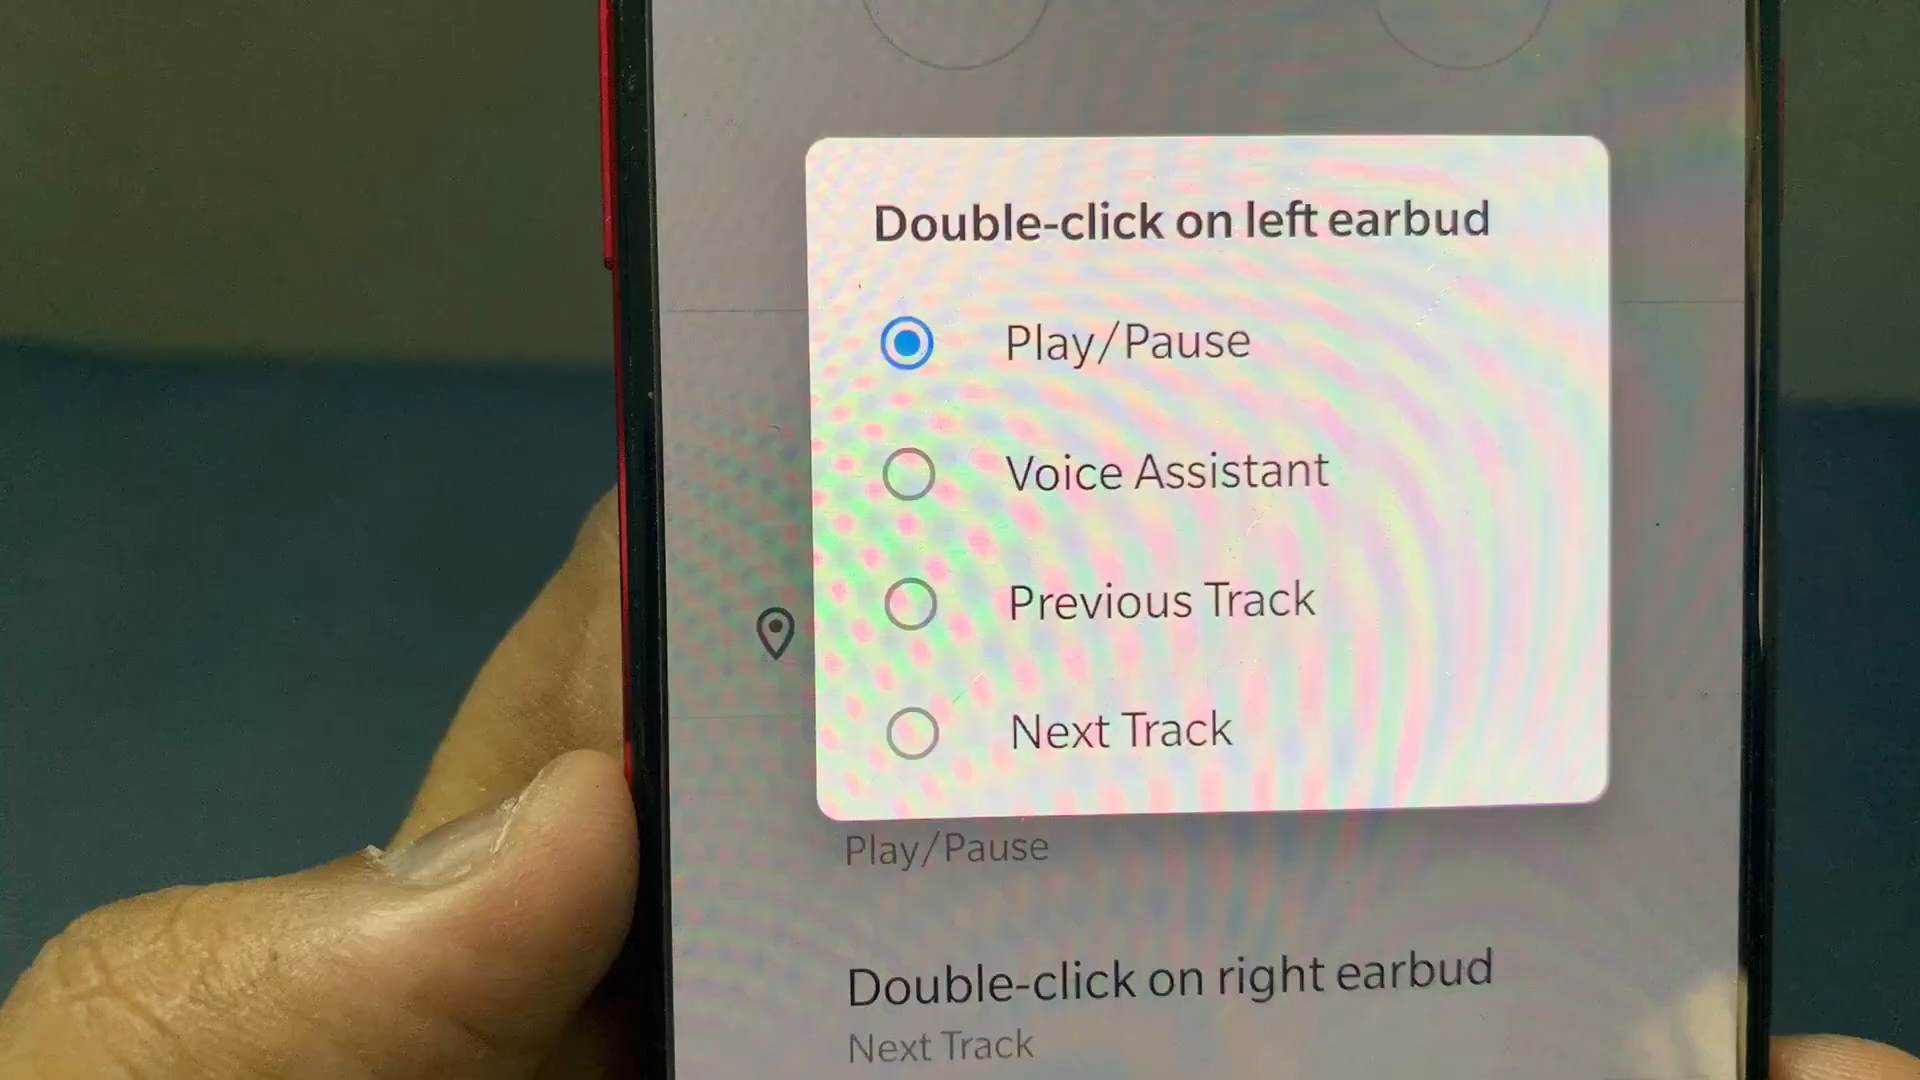 Double-click on left earbud
Play/Pause
Voice Assistant
Previous Track
Next Track
Play/Pause
Double-click on right earbud
Next Track